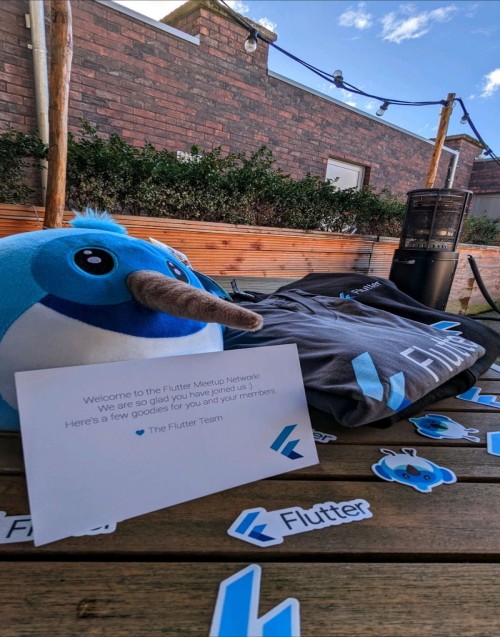 Flutter
Flutter
Welcome to the Flutter Meetup Network!
We are so glad you have joined us :)
Here's a few goodies for you and your members.
The Flutter Team
Flutter